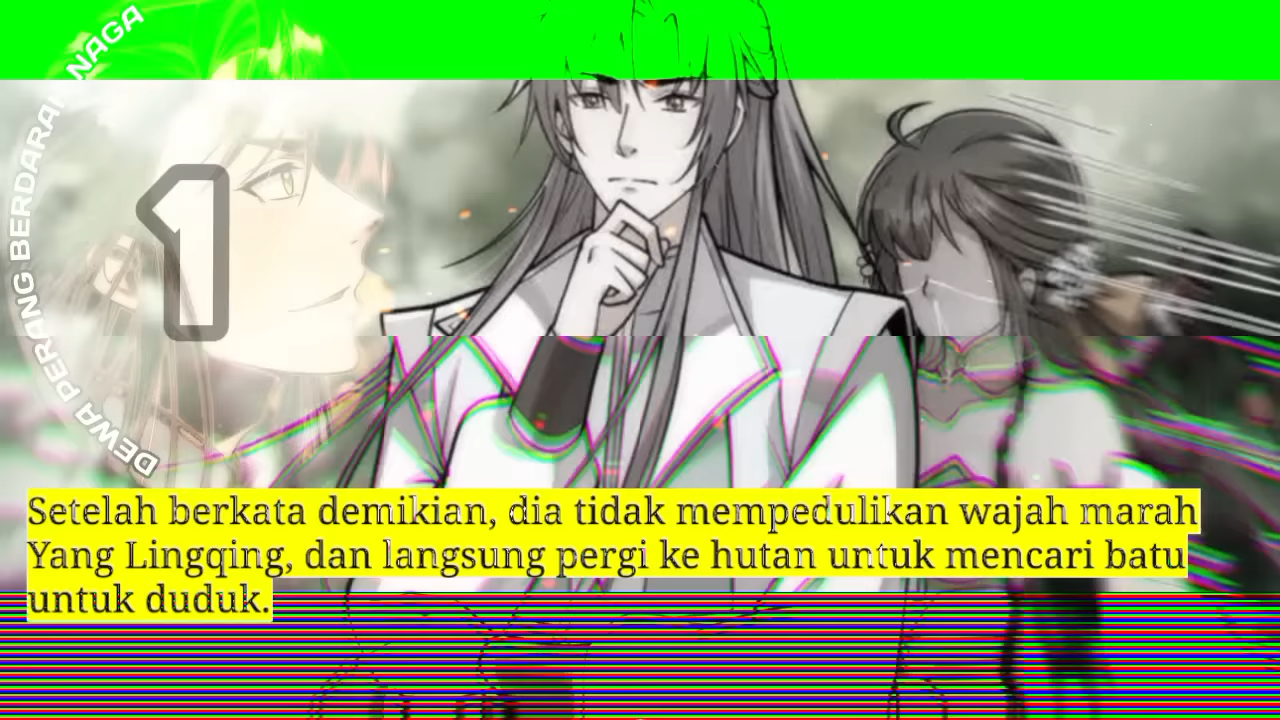 DEWA PERANG BERDARAH NAGA
1
Setelah berkata demikian, dia tidak mempedulikan wajah marah
Yang Lingqing, dan langsung pergi ke hutan untuk mencari batu
untuk duduk.